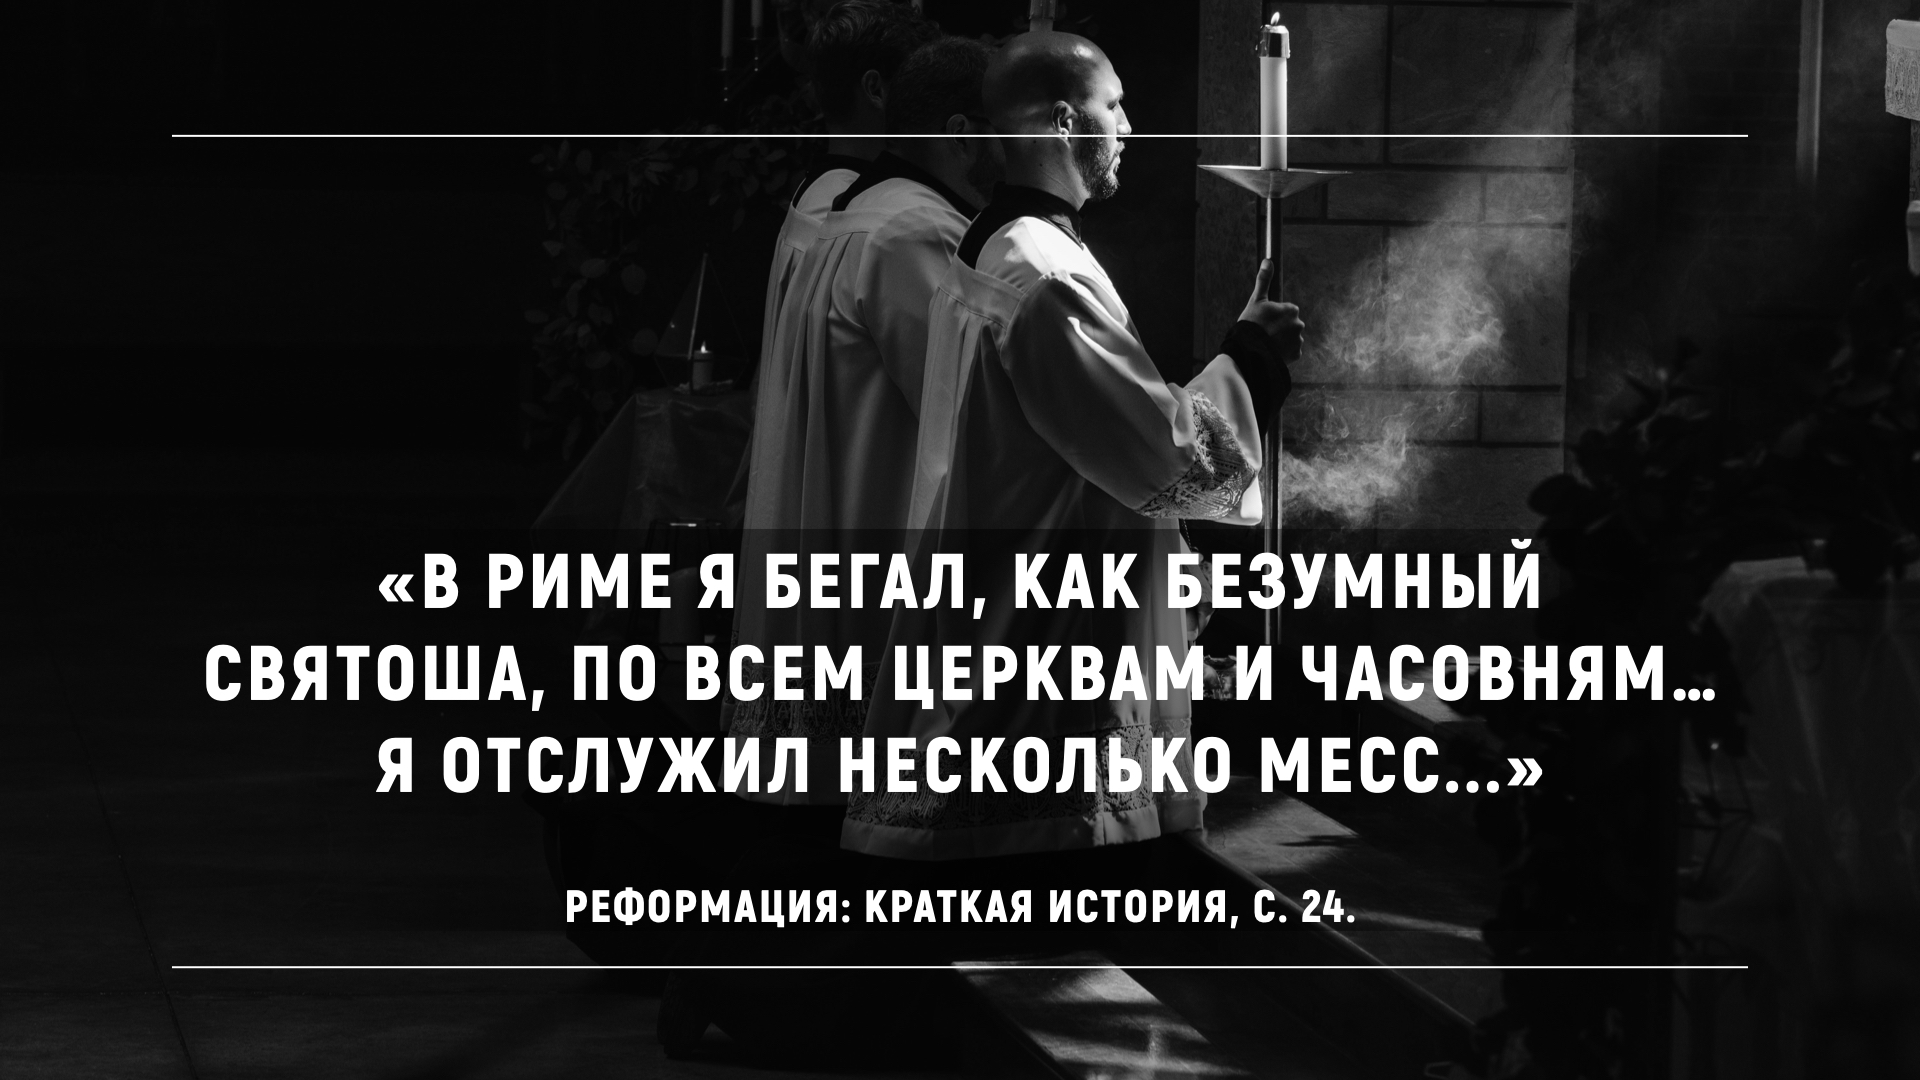 «В РИМЕ Я БЕГАЛ, КАК БЕЗУМНЫЙ
СВЯТОША, ПО ВСЕМ ЦЕРКВАМ И ЧАСОВНЯМ…
Я ОТСЛУЖИЛ НЕСКОЛЬКО МЕСС...»
РЕФОРМАЦИЯ: КРАТКАЯ ИСТОРИЯ, С. 24.